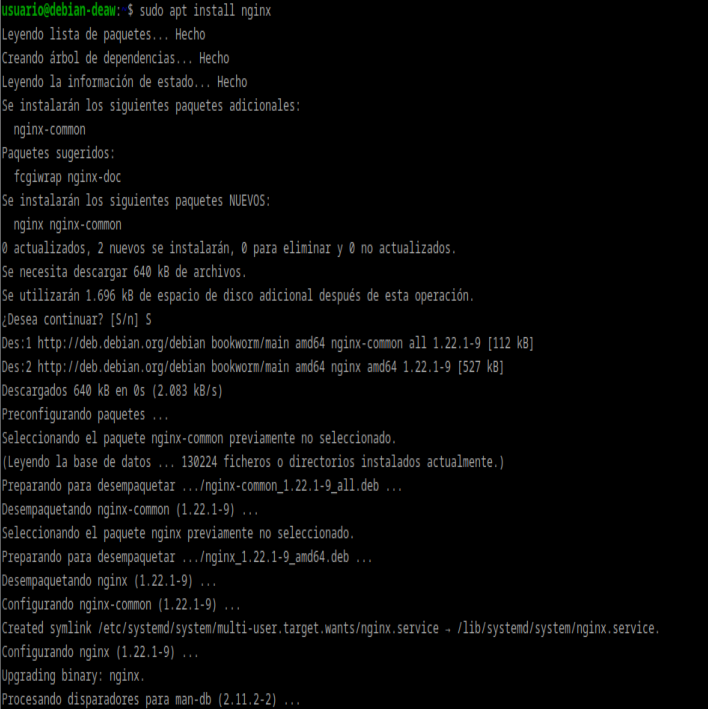 usuario@debian-deaw:~$ sudo apt install nginx
Leyendo lista de paquetes... Hecho
Creando árbol de dependencias... Hecho
Leyendo la información de estado... Hecho
Se instalarán los siguientes paquetes adicionales:
  nginx-common
Paquetes sugeridos:
  fcgiwrap nginx-doc
Se instalarán los siguientes paquetes NUEVOS:
  nginx nginx-common
0 actualizados, 2 nuevos se instalarán, 0 para eliminar y 0 no actualizados.
Se necesita descargar 640 kB de archivos.
Se utilizarán 1.696 kB de espacio de disco adicional después de esta operación.
¿Desea continuar? [S/n] S
Des:1 http://deb.debian.org/debian bookworm/main amd64 nginx-common all 1.22.1-9 [112 kB]
Des:2 http://deb.debian.org/debian bookworm/main amd64 nginx amd64 1.22.1-9 [527 kB]
Descargados 640 kB en 0s (2.083 kB/s)
Preconfigurando paquetes ...
Seleccionando el paquete nginx-common previamente no seleccionado.
(Leyendo la base de datos ... 130224 ficheros o directorios instalados actualmente.)
Preparando para desempaquetar .../nginx-common_1.22.1-9_all.deb ...
Desempaquetando nginx-common (1.22.1-9) ...
Seleccionando el paquete nginx previamente no seleccionado.
Preparando para desempaquetar .../nginx_1.22.1-9_amd64.deb ...
Desempaquetando nginx (1.22.1-9) ...
Configurando nginx-common (1.22.1-9) ...
Created symlink /etc/systemd/system/multi-user.target.wants/nginx.service → /lib/systemd/system/nginx.service.
Configurando nginx (1.22.1-9) ...
Upgrading binary: nginx.
Procesando disparadores para man-db (2.11.2-2) ...